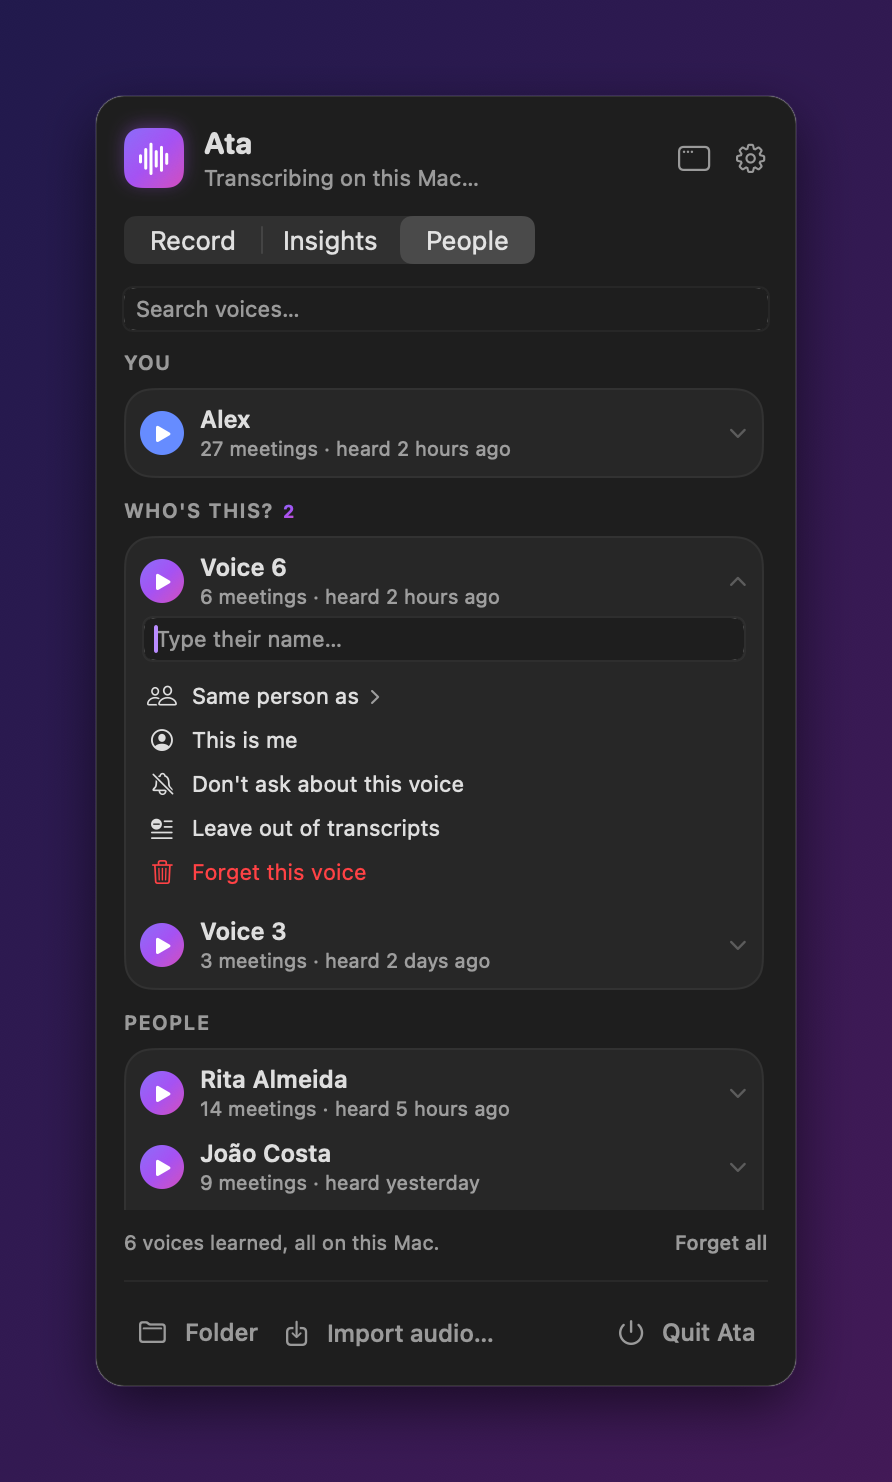 Ata
Transcribing on this Mac...
Record
Insights
People
Search voices...
YOU
Alex
27 meetings · heard 2 hours ago
WHO'S THIS? 2
Voice 6
6 meetings · heard 2 hours ago
Type their name...
Same person as
This is me
Don't ask about this voice
Leave out of transcripts
Forget this voice
Voice 3
3 meetings · heard 2 days ago
PEOPLE
Rita Almeida
14 meetings · heard 5 hours ago
João Costa
9 meetings · heard yesterday
6 voices learned, all on this Mac.
Forget all
Folder
Import audio...
Quit Ata